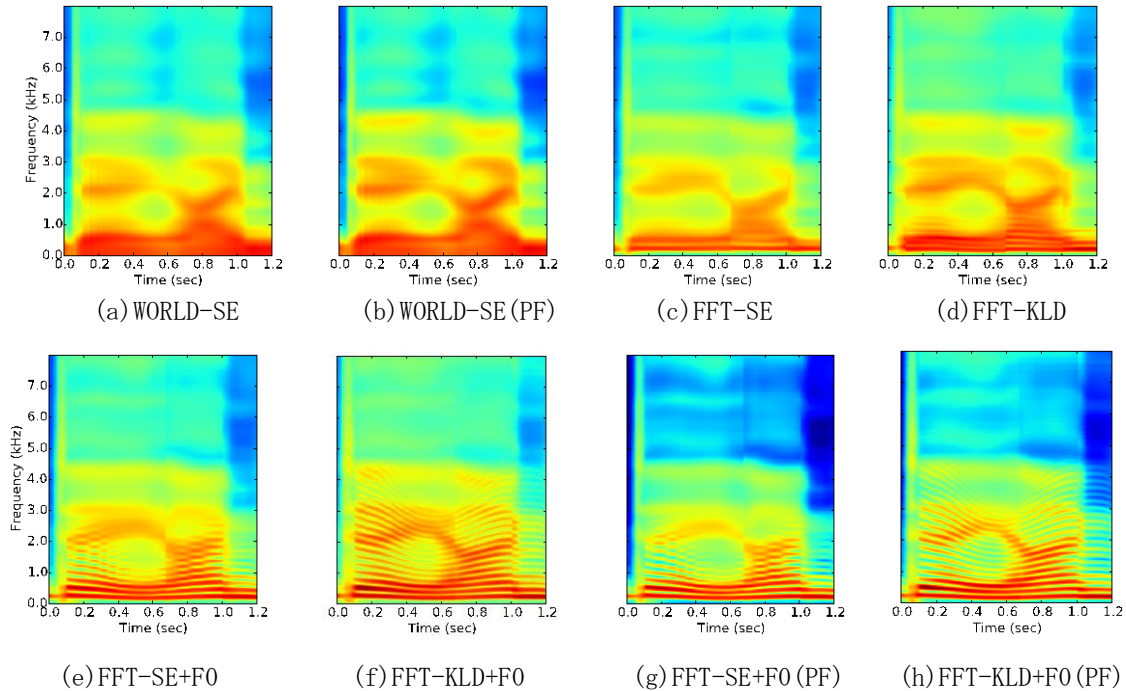 Frequency (kHz)
7.0
6.0
5.0
4.0
3.0
2.0
1.0
0.0
0.0 0.2 0.4 0.6 0.8 1.0 1.2
Time (sec)
0.0 0.2 0.4 0.6 0.8 1.0 1.2
Time (sec)
0.0 0.2 0.4 0.6 0.8 1.0 1.2
Time (sec)
0.0 0.2 0.4 0.6 0.8 1.0 1.2
Time (sec)
(a) WORLD-SE
(b) WORLD-SE(PF)
(c) FFT-SE
(d) FFT-KLD
Frequency (kHz)
7.0
6.0
5.0
4.0
3.0
2.0
1.0
0.0
0.0 0.2 0.4 0.6 0.8 1.0 1.2
Time (sec)
0.0 0.2 0.4 0.6 0.8 1.0 1.2
Time (sec)
0.0 0.2 0.4 0.6 0.8 1.0 1.2
Time (sec)
0.0 0.2 0.4 0.6 0.8 1.0 1.2
Time (sec)
(e) FFT-SE+F0
(f) FFT-KLD+F0
(g) FFT-SE+F0(PF)
(h) FFT-KLD+F0(PF)